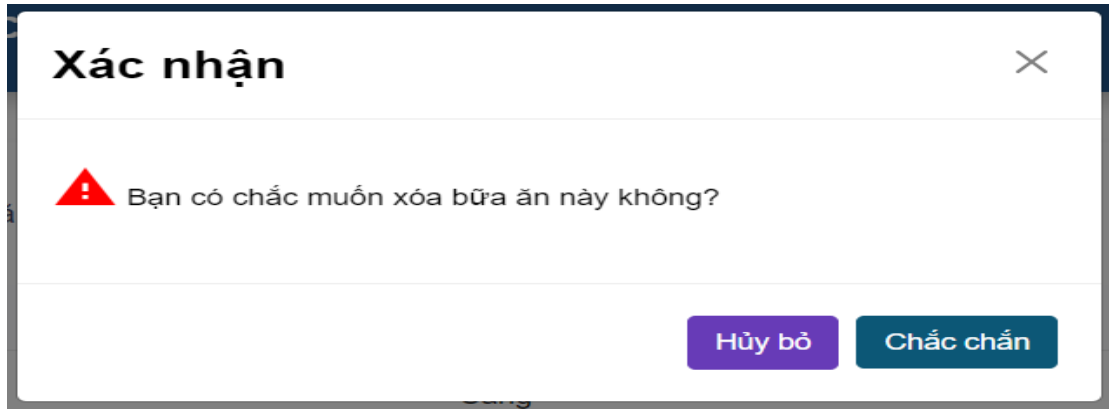 Xác nhận
Bạn có chắc muốn xóa bữa ăn này không?
Hủy bỏ
Chắc chắn